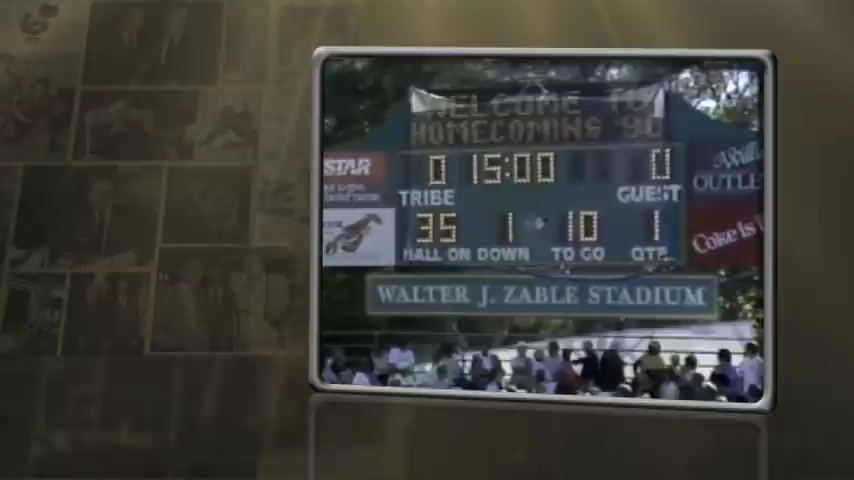 WELCOME TO
HOMECOMING '90
STAR
0 15:00 0
TRIBE GUEST
OUTLE
35 1 10 1
Coke Is
BALL ON DOWN TO GO QTR.
WALTER J. ZABLE STADIUM